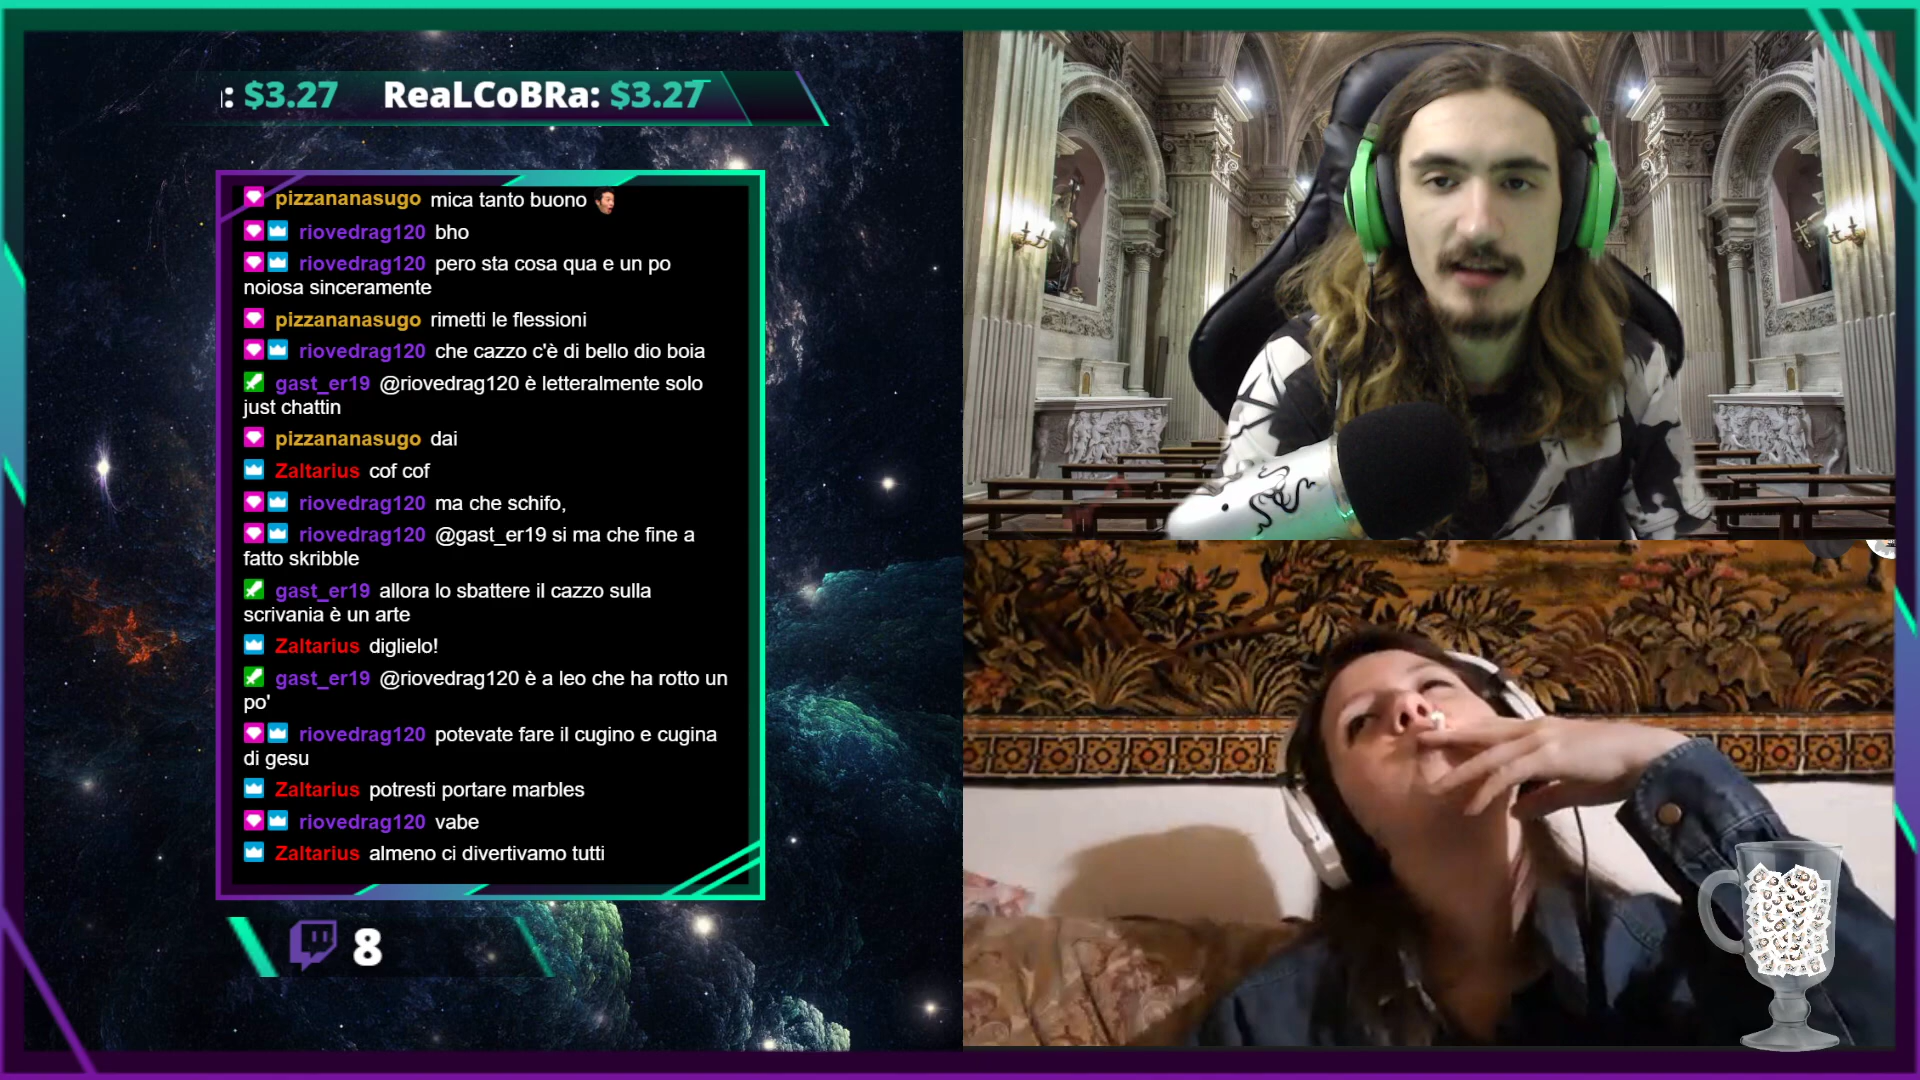 : $3.27 ReaLCoBRa: $3.27
pizzananasugo mica tanto buono
riovedrag120 bho
riovedrag120 pero sta cosa qua e un po
noiosa sinceramente
pizzananasugo rimetti le flessioni
riovedrag120 che cazzo c'è di bello dio boia
gast_er19 @riovedrag120 è letteralmente solo
just chattin
pizzananasugo dai
Zaltarius cof cof
riovedrag120 ma che schifo,
riovedrag120 @gast_er19 si ma che fine a
fatto skribble
gast_er19 allora lo sbattere il cazzo sulla
scrivania è un arte
Zaltarius diglielo!
gast_er19 @riovedrag120 è a leo che ha rotto un
po'
riovedrag120 potevate fare il cugino e cugina
di gesu
Zaltarius potresti portare marbles
riovedrag120 vabe
Zaltarius almeno ci divertivamo tutti
8